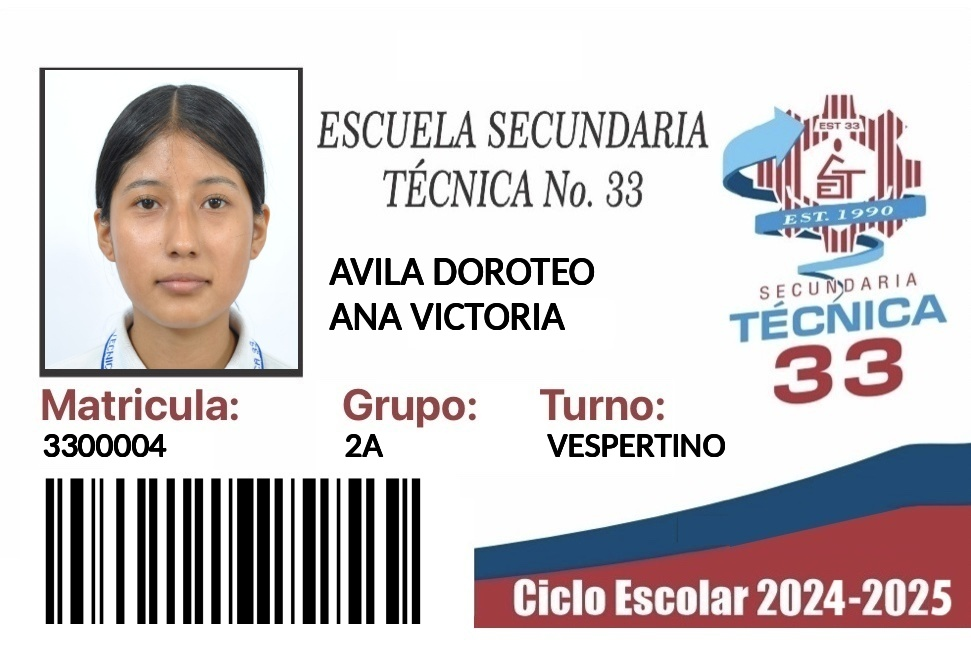 ESCUELA SECUNDARIA
TÉCNICA No. 33
AVILA DOROTEO
ANA VICTORIA
EST 33
EST. 1990
SECUNDARIA
TÉCNICA
33
Matricula: Grupo: Turno:
3300004 2A VESPERTINO
Ciclo Escolar 2024-2025